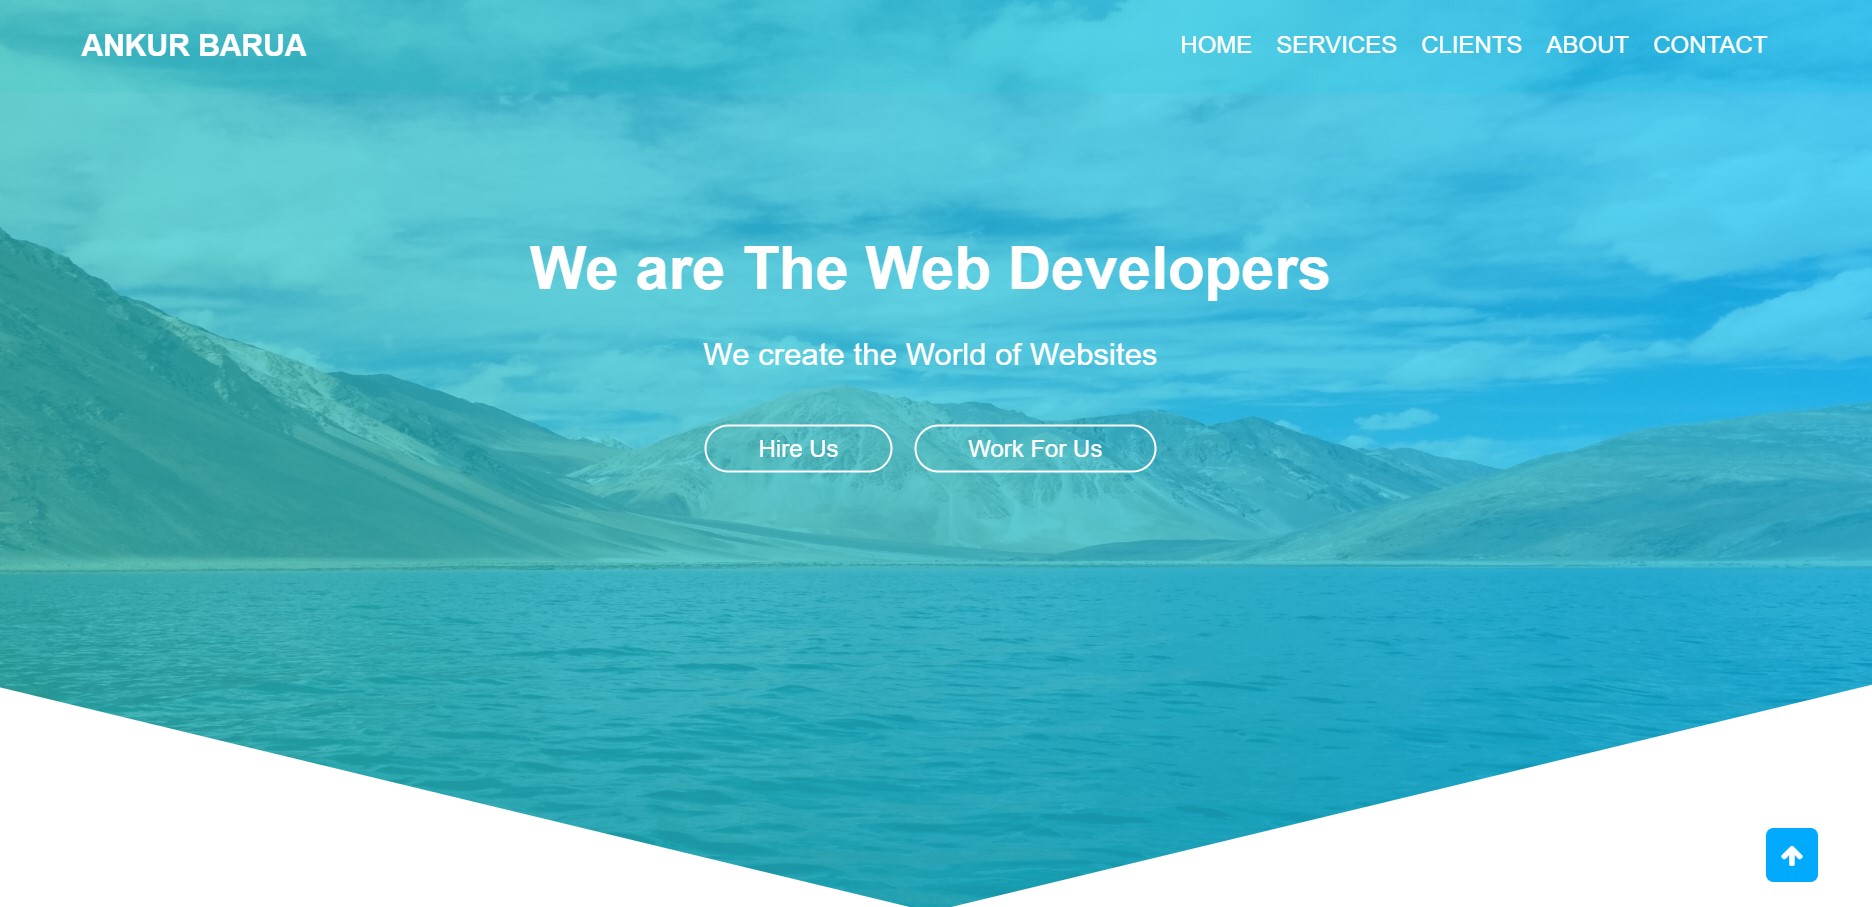 ANKUR BARUA
HOME SERVICES CLIENTS ABOUT CONTACT
We are The Web Developers
We create the World of Websites
Hire Us
Work For Us